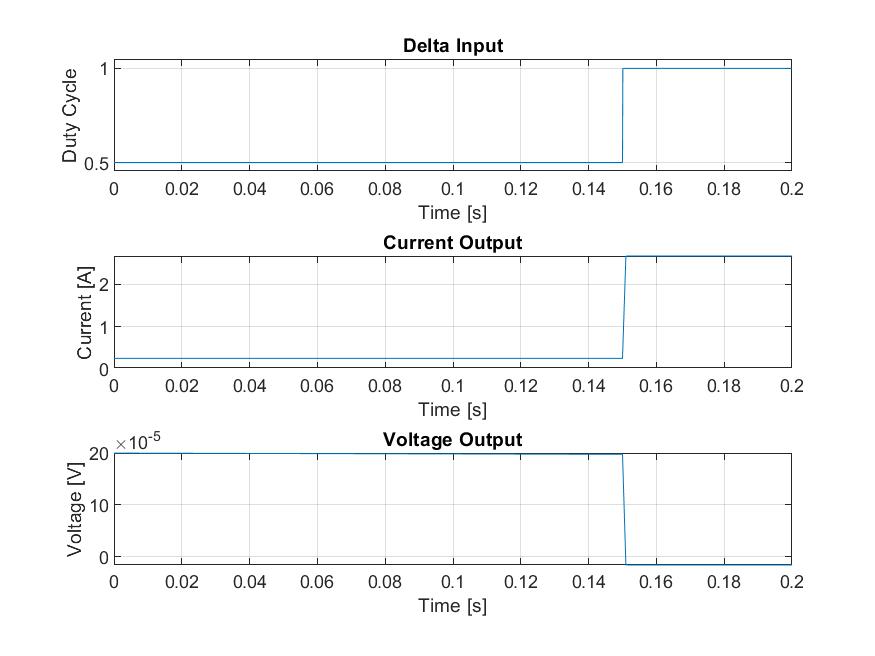 Delta Input
Duty Cycle
1
0.5
0 0.02 0.04 0.06 0.08 0.1 0.12 0.14 0.16 0.18 0.2
Time [s]
Current Output
Current [A]
2
1
0
0 0.02 0.04 0.06 0.08 0.1 0.12 0.14 0.16 0.18 0.2
Time [s]
×10-5
Voltage Output
Voltage [V]
20
10
0
0 0.02 0.04 0.06 0.08 0.1 0.12 0.14 0.16 0.18 0.2
Time [s]